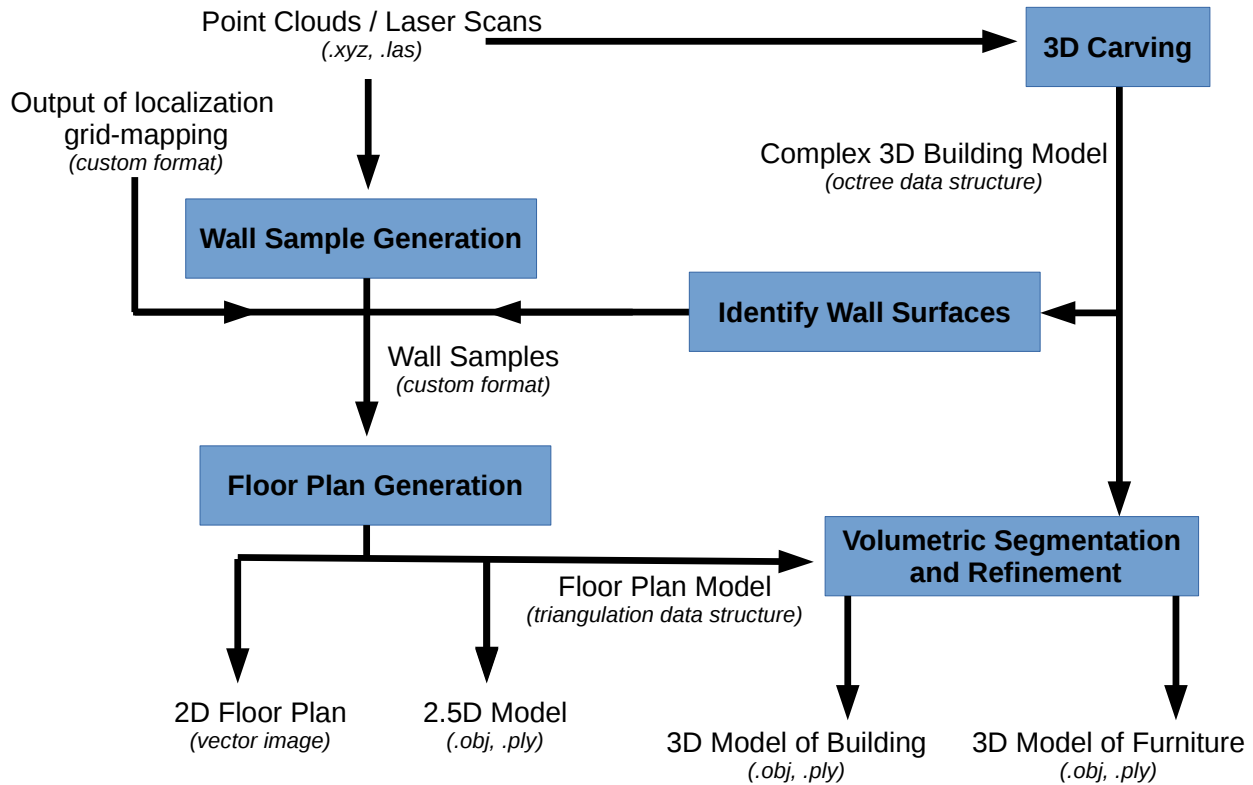 Point Clouds / Laser Scans
(.xyz, .las)
3D Carving
Output of localization
grid-mapping
(custom format)
Complex 3D Building Model
(octree data structure)
Wall Sample Generation
Identify Wall Surfaces
Wall Samples
(custom format)
Floor Plan Generation
Volumetric Segmentation
and Refinement
Floor Plan Model
(triangulation data structure)
2D Floor Plan
(vector image)
2.5D Model
(.obj, .ply)
3D Model of Building
(.obj, .ply)
3D Model of Furniture
(.obj, .ply)